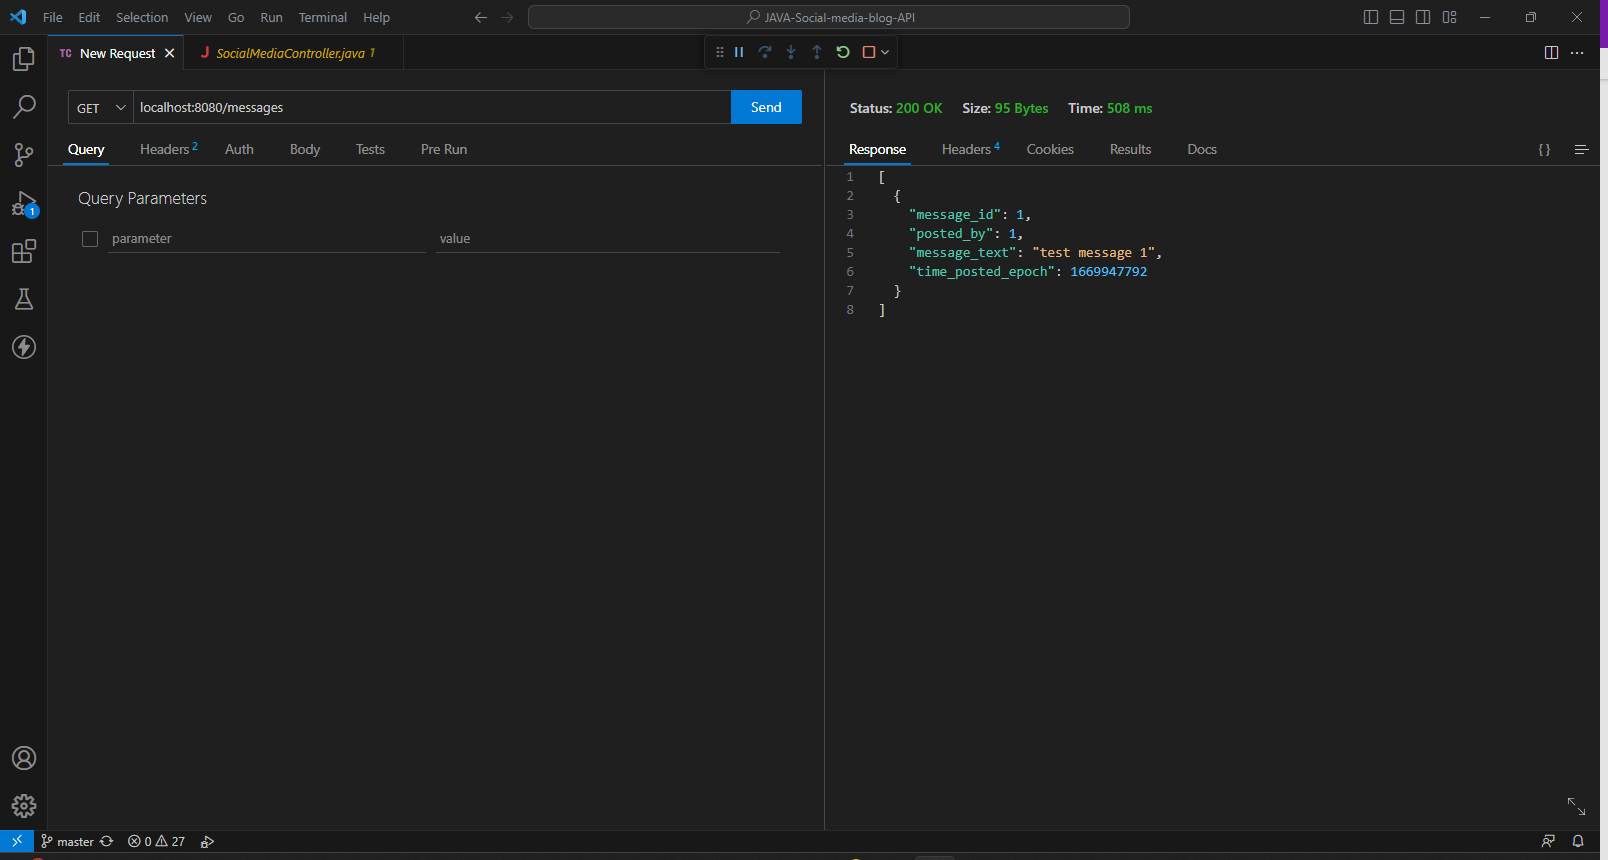 File Edit Selection View Go Run Terminal Help
JAVA-Social-media-blog-API
TC New Request
J SocialMediaController.java 1
GET
localhost:8080/messages
Send
Query Headers 2 Auth Body Tests Pre Run
Query Parameters
parameter value
Status: 200 OK Size: 95 Bytes Time: 508 ms
Response Headers 4 Cookies Results Docs
{ }
1 [
2 {
3 "message_id": 1,
4 "posted_by": 1,
5 "message_text": "test message 1",
6 "time_posted_epoch": 1669947792
7 }
8 ]
1
master 0 27